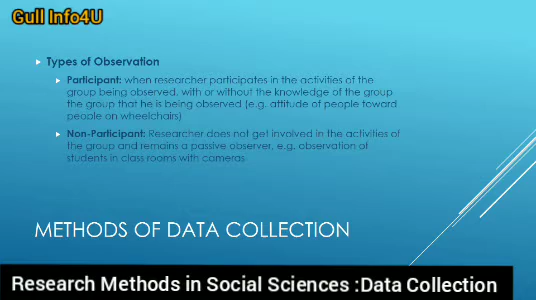 Gull Info4U
Types of Observation
Participant: when researcher participates in the activities of the
group being observed, with or without the knowledge of the group
the group that he is being observed (e.g. attitude of people toward
people on wheelchairs)
Non-Participant: Researcher does not get involved in the activities of
the group and remains a passive observer, e.g. observation of
students in class rooms with cameras
METHODS OF DATA COLLECTION
Research Methods in Social Sciences :Data Collection